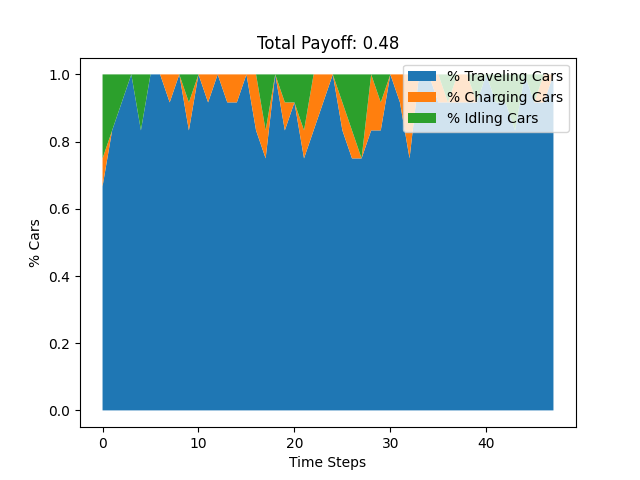 Total Payoff: 0.48
1.0
0.8
0.6
0.4
0.2
0.0
% Cars
% Traveling Cars
% Charging Cars
% Idling Cars
0 10 20 30 40
Time Steps